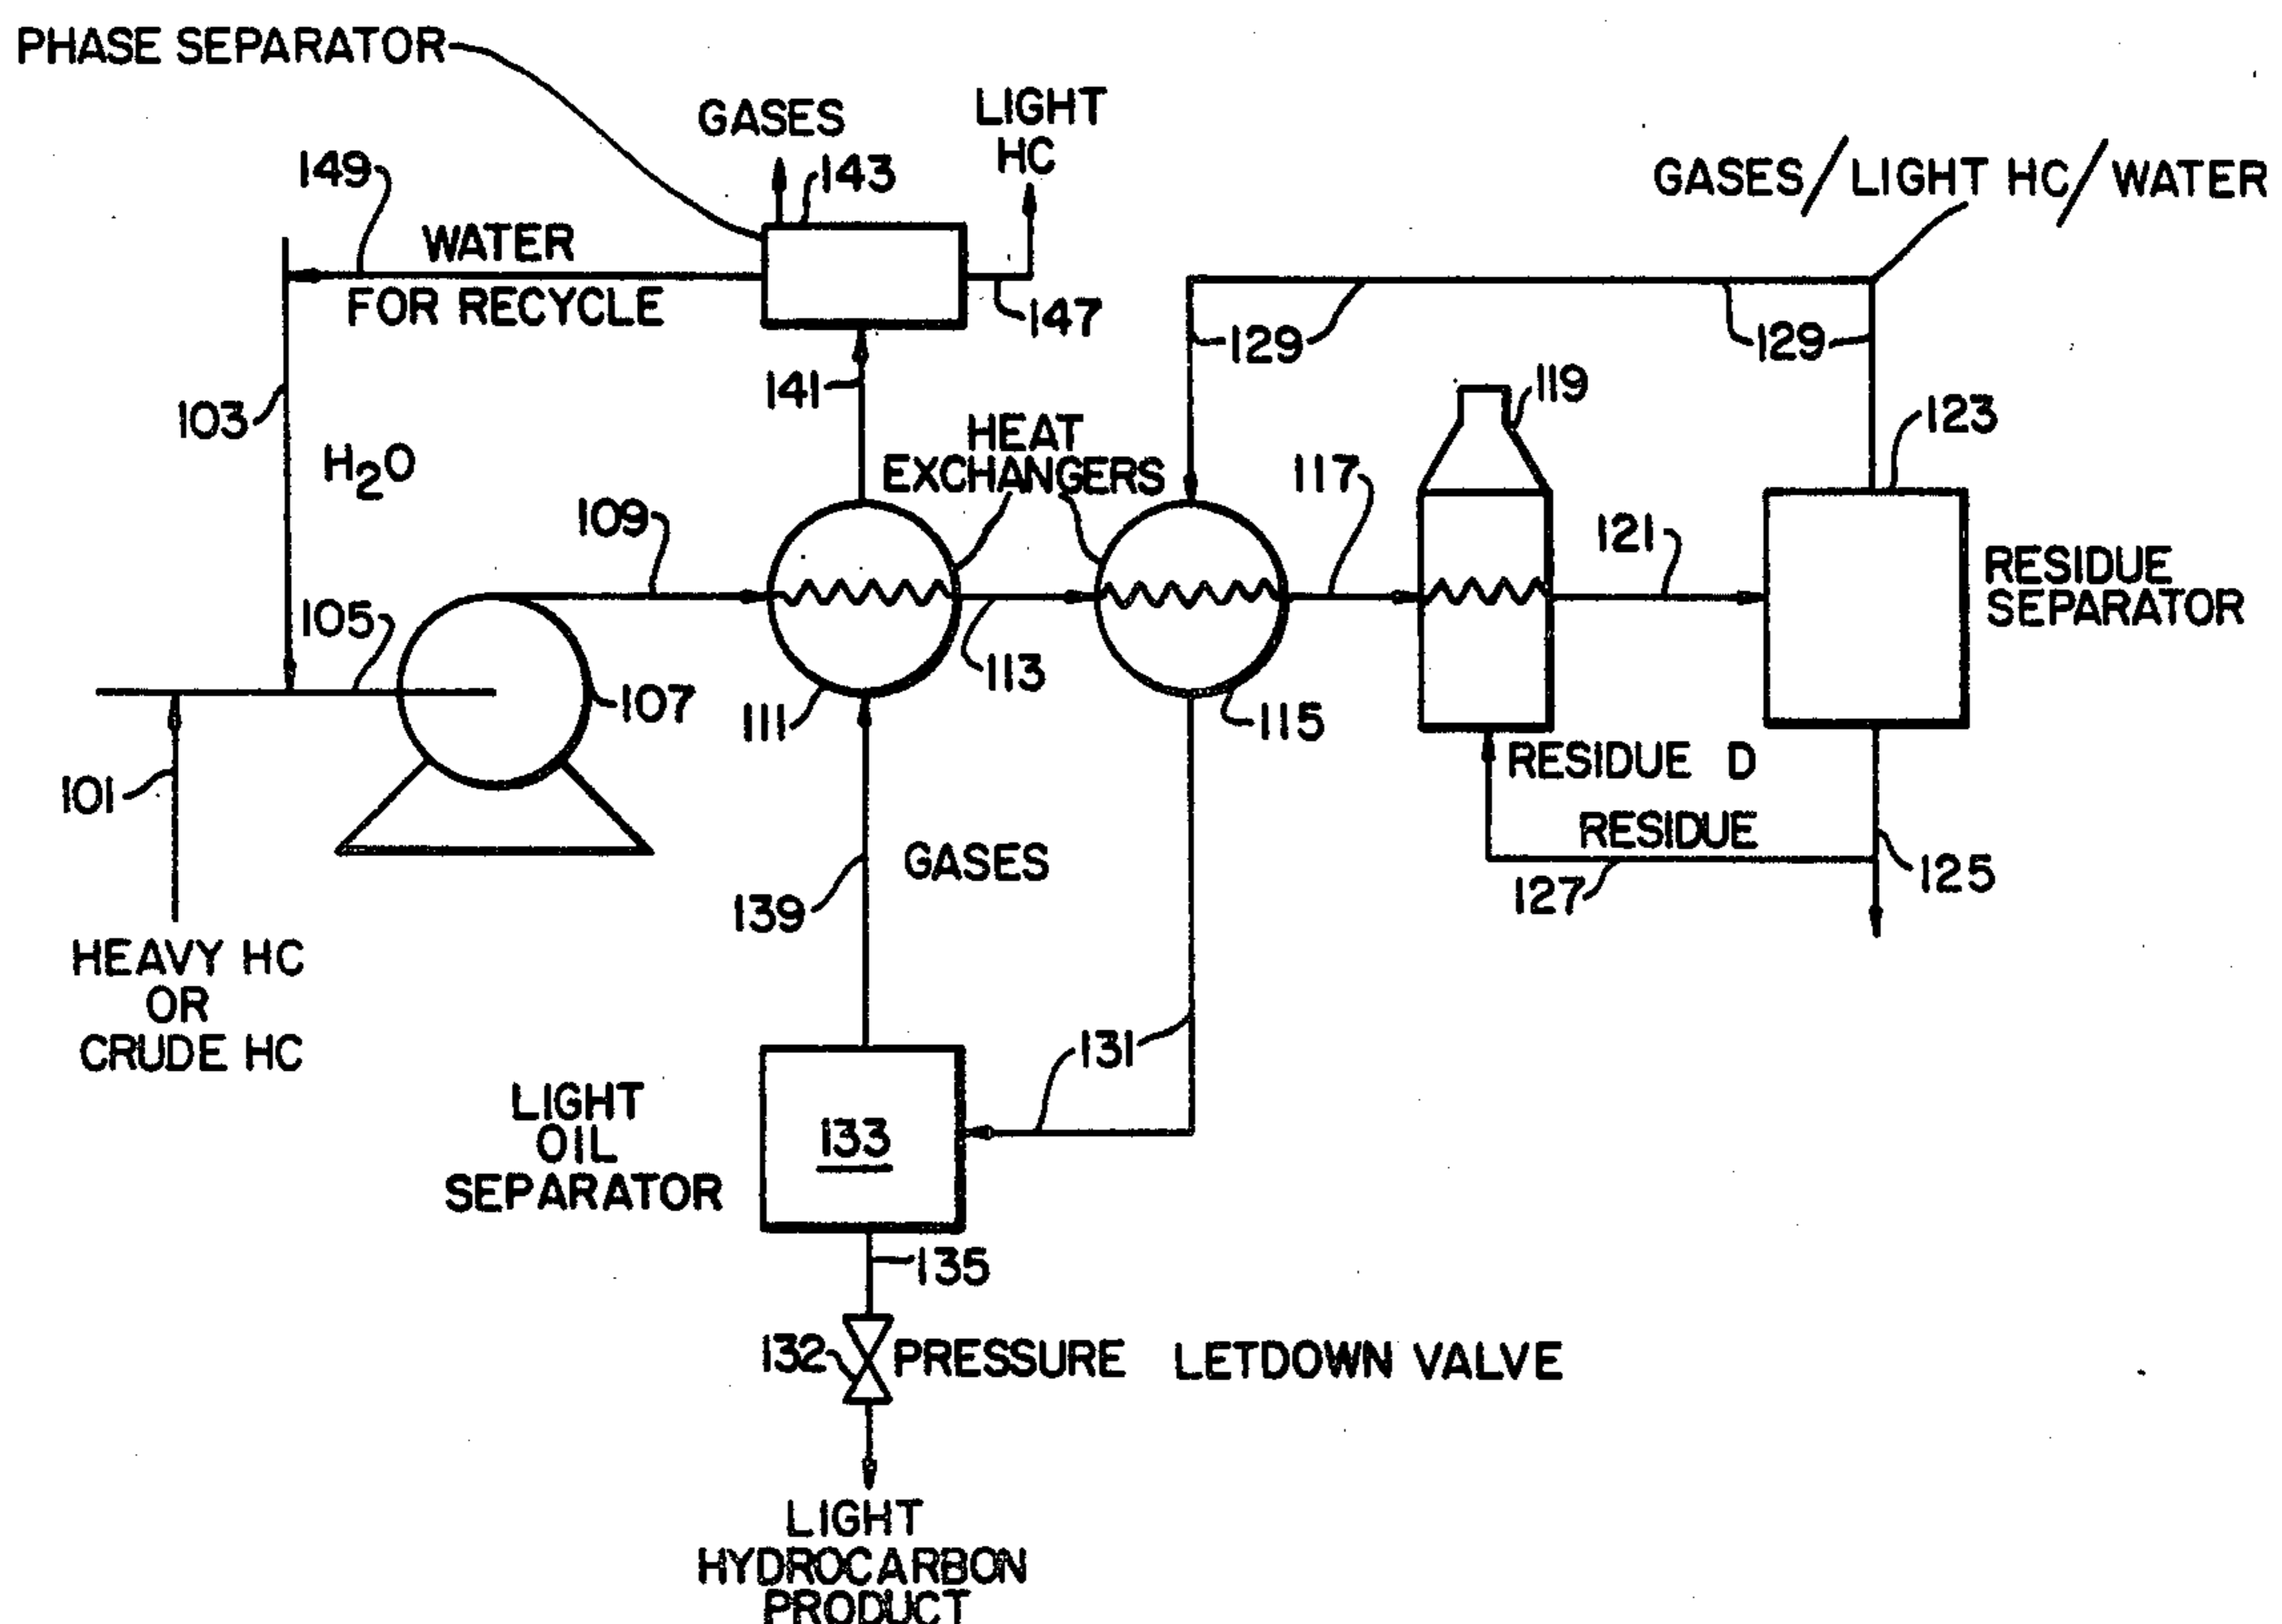 PHASE SEPARATOR
GASES
LIGHT
HC
143
149
WATER
FOR RECYCLE
147
GASES/LIGHT HC/WATER
129
129
141
103
H2O
HEAT
EXCHANGERS
119
123
117
109
121
105
RESIDUE
SEPARATOR
107
111
113
115
101
RESIDUE D
RESIDUE
127
125
139
GASES
HEAVY HC
OR
CRUDE HC
131
LIGHT
OIL
SEPARATOR
133
135
132
PRESSURE LETDOWN VALVE
LIGHT
HYDROCARBON
PRODUCT